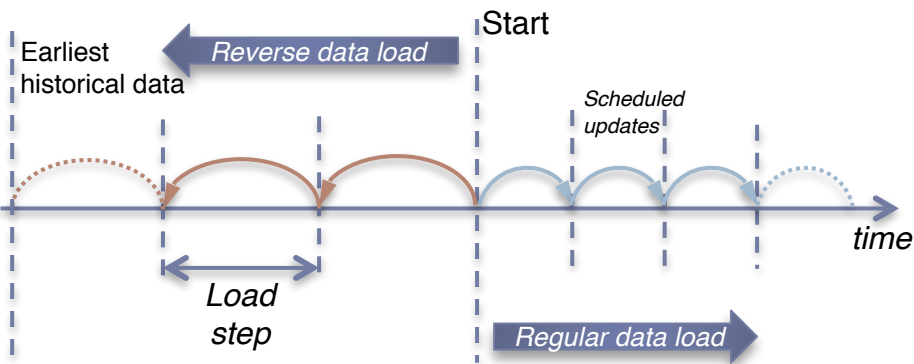 Start
Earliest
historical data
Reverse data load
Scheduled
updates
time
Load
step
Regular data load